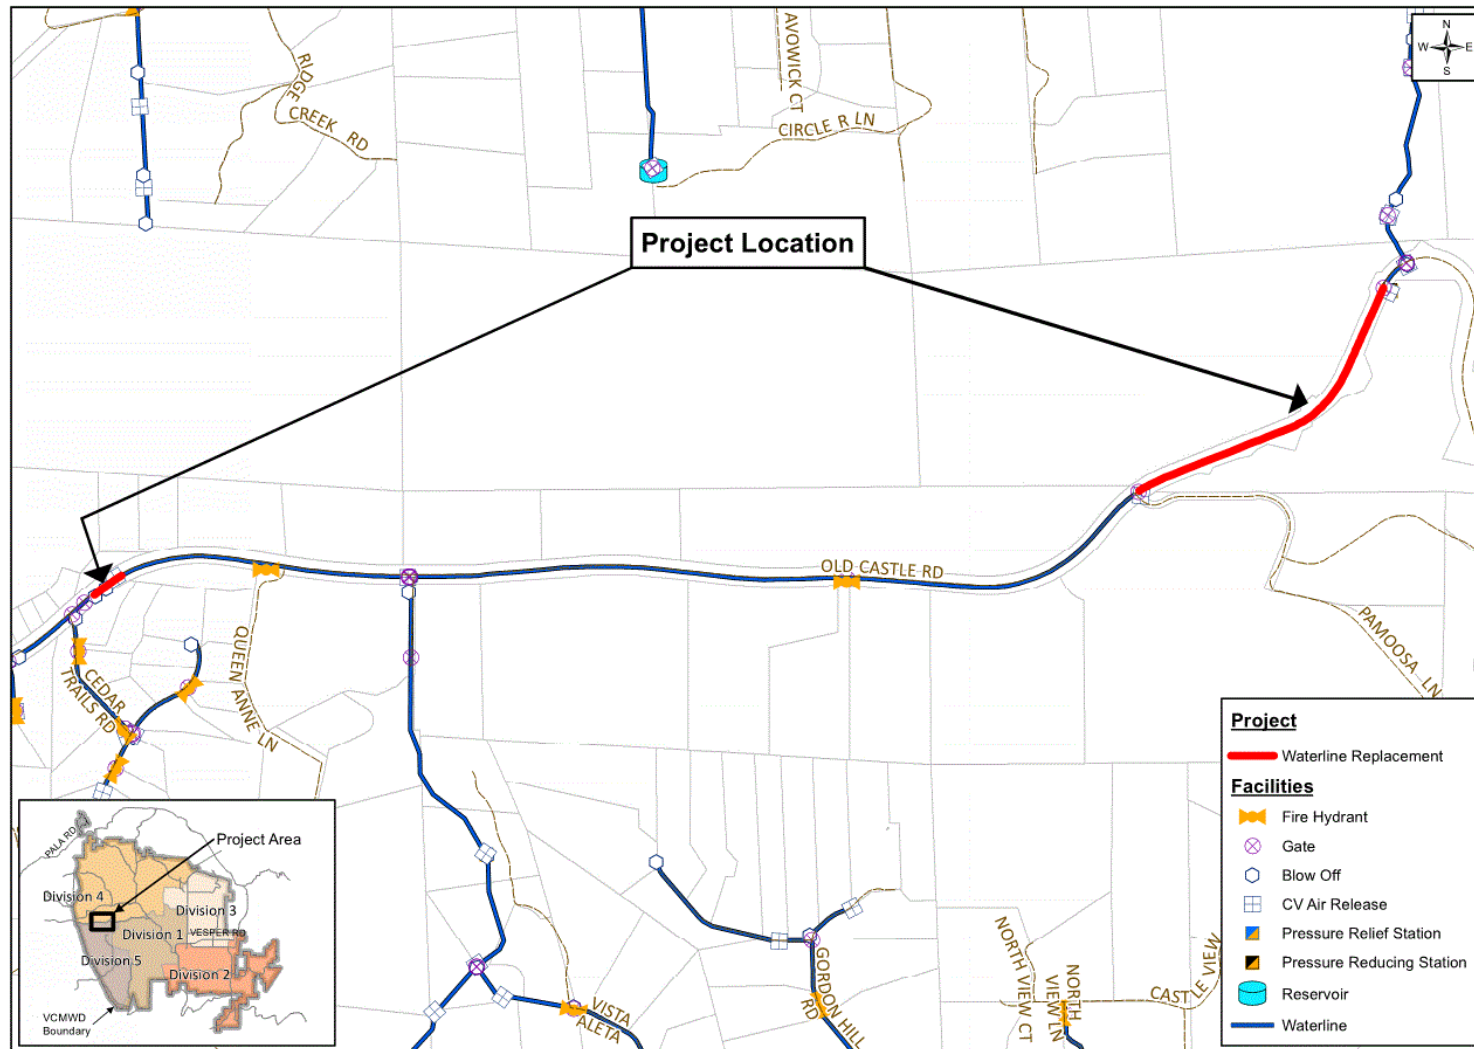 AVOWICK CT
N
W E
S
RIDGE
CREEK RD
CIRCLE R LN
Project Location
OLD CASTLE RD
QUEEN ANNE LN
CEDAR
TRAILS RD
PAMOOSA LN
VISTA
ALETA
GORDON HILL
RD
NORTH VIEW CT
NORTH
VIEW LN
CASTLE VIEW
Project
Waterline Replacement
Facilities
Fire Hydrant
Gate
Blow Off
CV Air Release
Pressure Relief Station
Pressure Reducing Station
Reservoir
Waterline
PALA RD
Project Area
Division 4
Division 3
Division 1
VESPER RD
Division 5
Division 2
VCMWD
Boundary